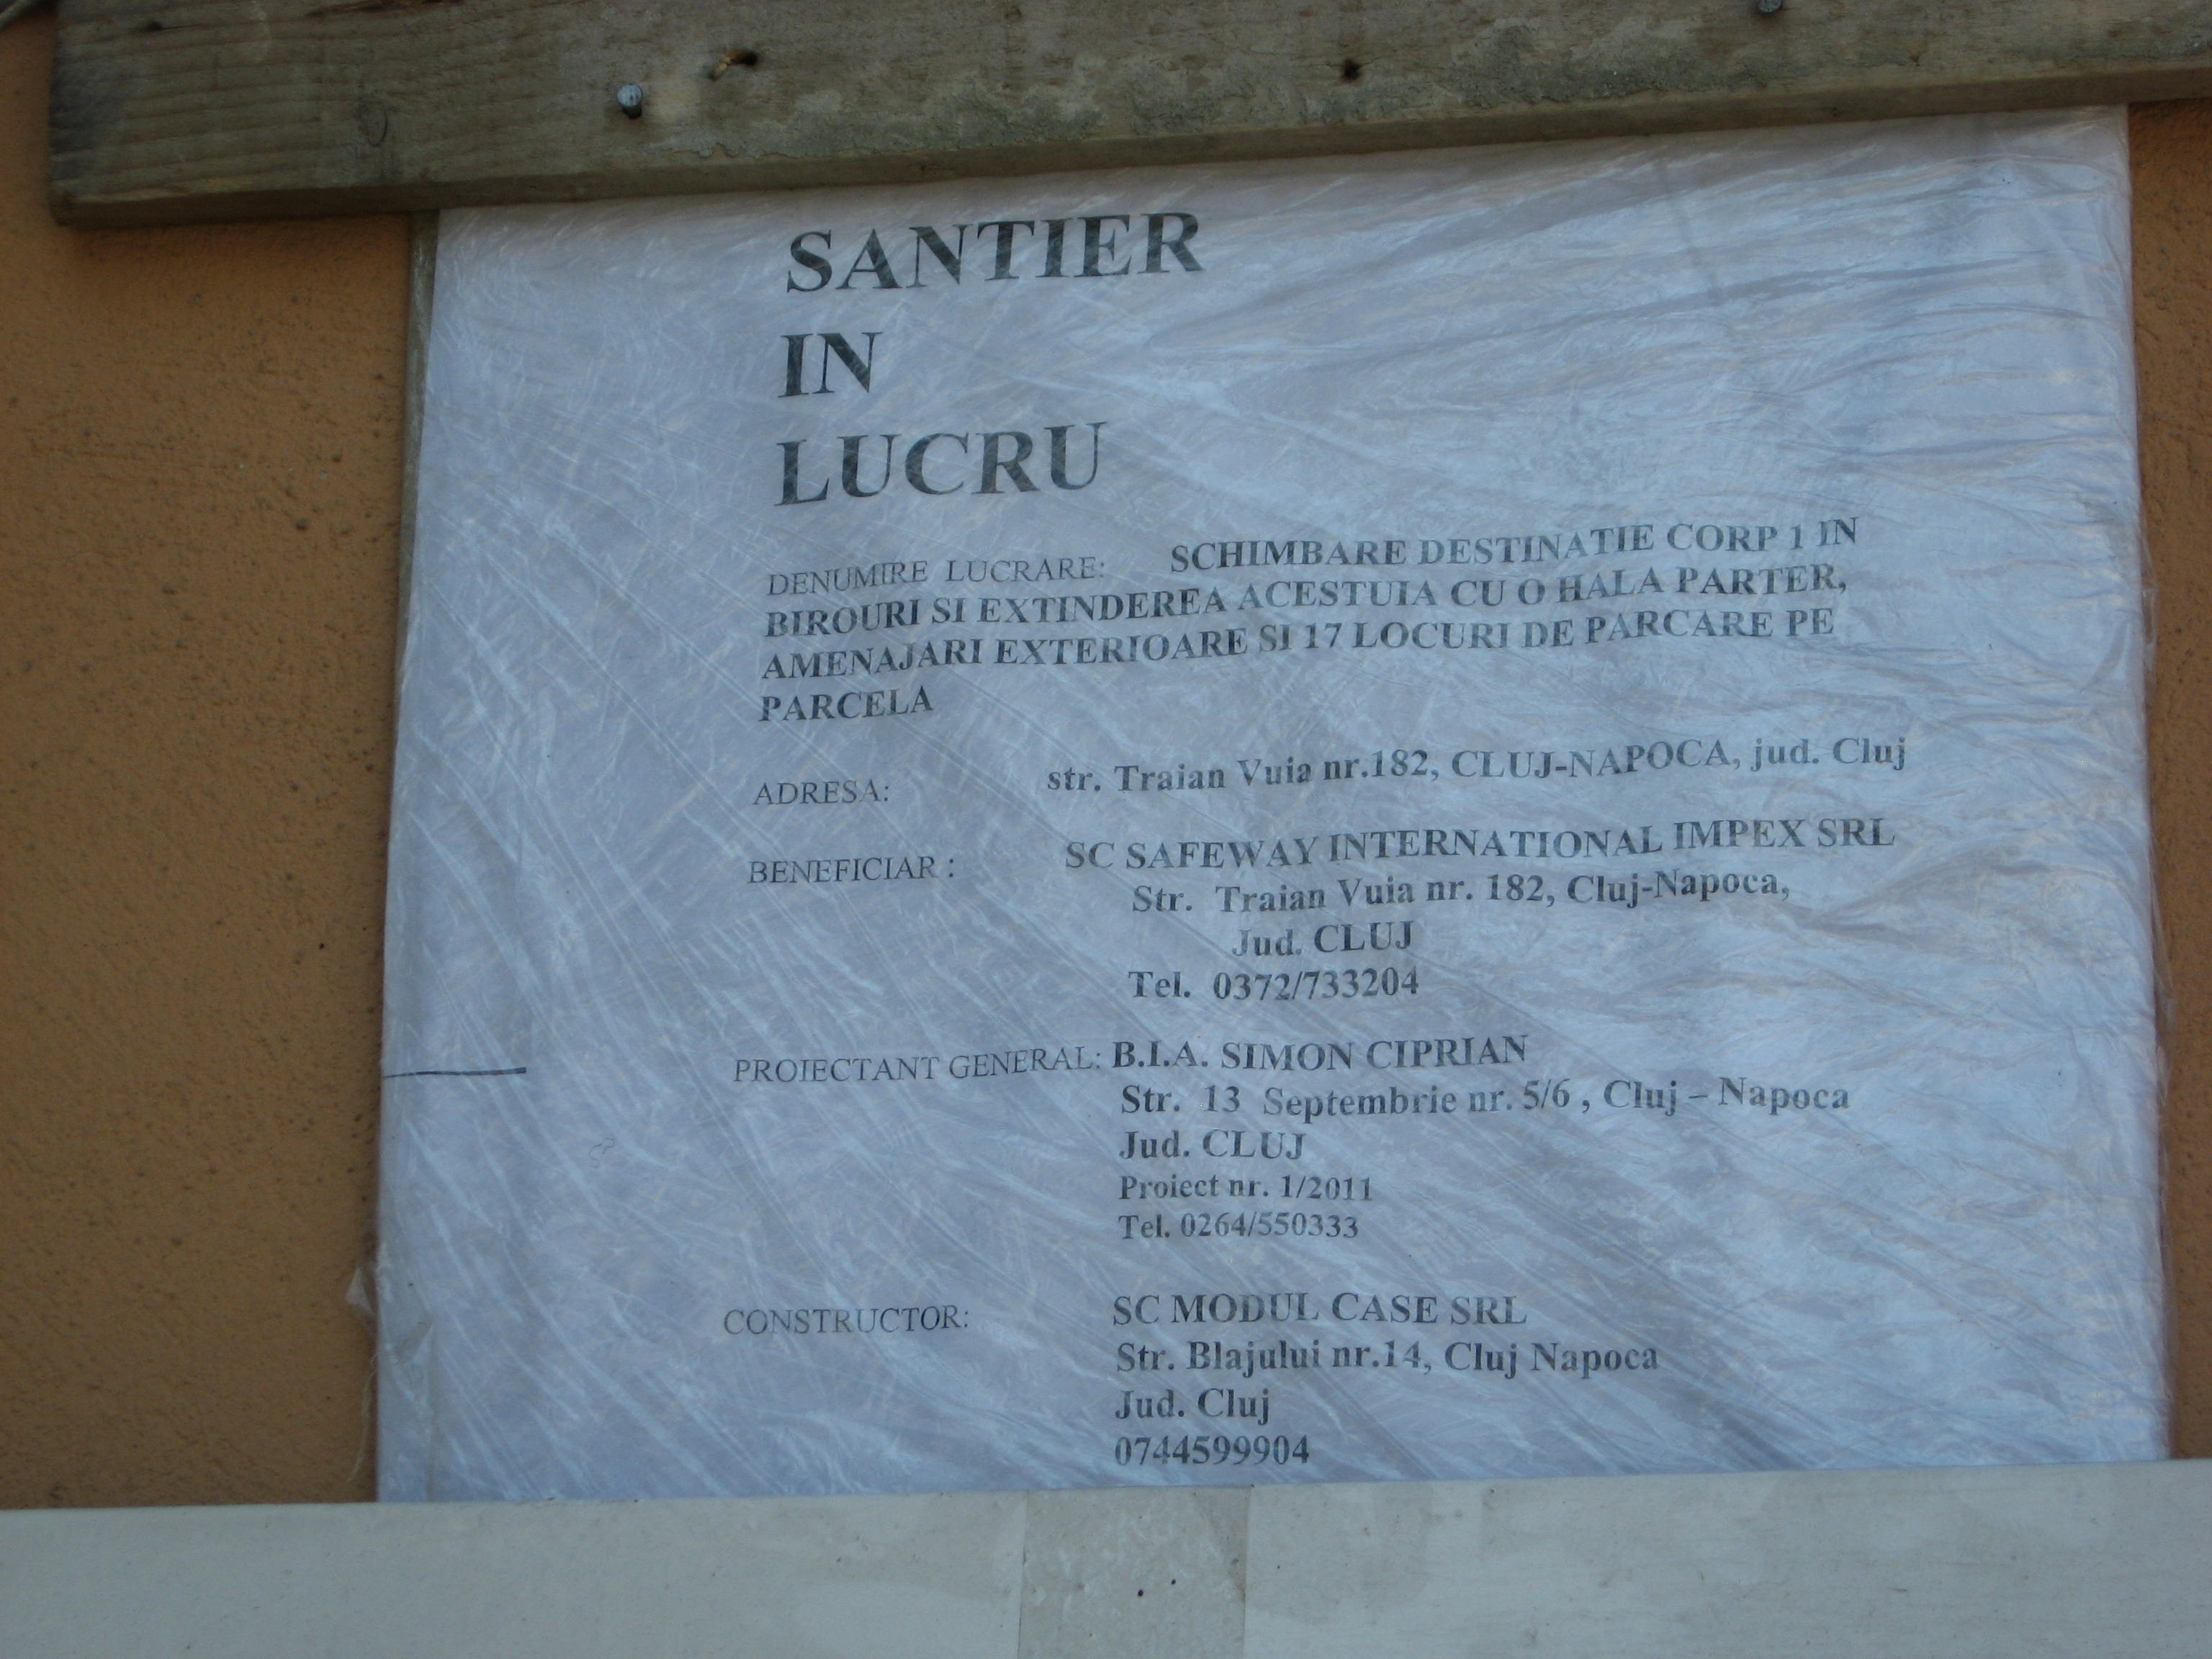 SANTIER
IN
LUCRU
DENUMIRE LUCRARE: SCHIMBARE DESTINATIE CORP 1 IN
BIROURI SI EXTINDEREA ACESTUIA CU O HALA PARTER,
AMENAJARI EXTERIOARE SI 17 LOCURI DE PARCARE PE
PARCELA
ADRESA: str. Traian Vuia nr.182, CLUJ-NAPOCA, jud. Cluj
BENEFICIAR : SC SAFEWAY INTERNATIONAL IMPEX SRL
Str. Traian Vuia nr. 182, Cluj-Napoca,
Jud. CLUJ
Tel. 0372/733204
PROIECTANT GENERAL: B.I.A. SIMON CIPRIAN
Str. 13 Septembrie nr. 5/6 , Cluj – Napoca
Jud. CLUJ
Proiect nr. 1/2011
Tel. 0264/550333
CONSTRUCTOR: SC MODUL CASE SRL
Str. Blajului nr.14, Cluj Napoca
Jud. Cluj
0744599904